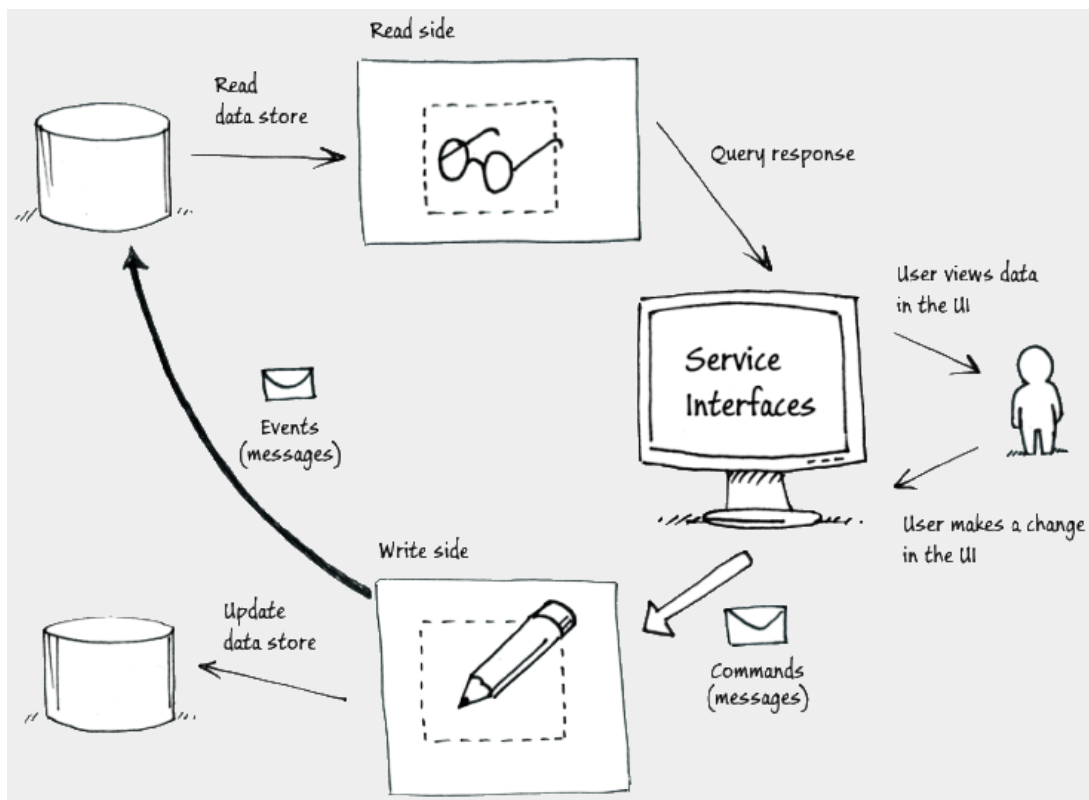 Read side
Read
data store
Query response
User views data
in the UI
Service
Interfaces
Events
(messages)
User makes a change
in the UI
Write side
Update
data store
Commands
(messages)